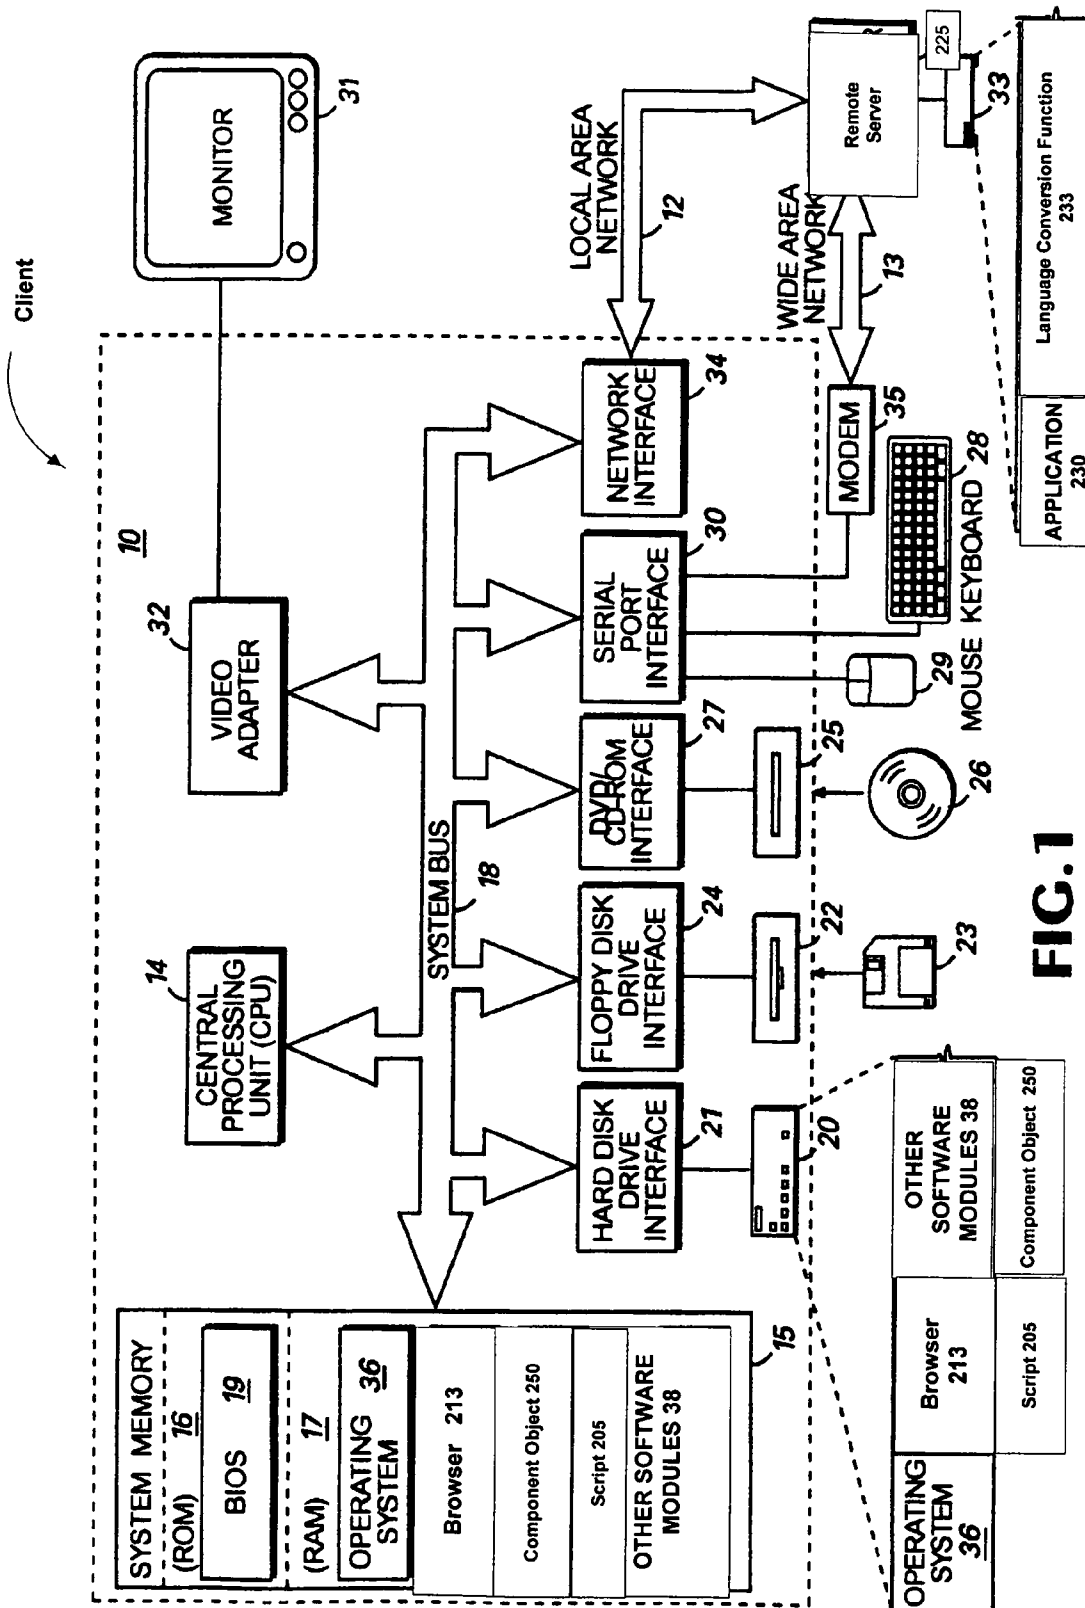 Client
10
SYSTEM MEMORY
(ROM) 16
BIOS 19
(RAM) 17
OPERATING
SYSTEM 36
Browser 213
Component Object 250
Script 205
OTHER SOFTWARE
MODULES 38
15
CENTRAL
PROCESSING
UNIT (CPU)
14
VIDEO
ADAPTER
32
MONITOR
31
SYSTEM BUS
18
HARD DISK
DRIVE
INTERFACE
21
FLOPPY DISK
DRIVE
INTERFACE
24
DVD/
CD-ROM
INTERFACE
27
SERIAL
PORT
INTERFACE
30
NETWORK
INTERFACE
34
LOCAL AREA
NETWORK
12
WIDE AREA
NETWORK
13
20
22
25
MODEM
35
Remote
Server
225
33
23
26
29
MOUSE
KEYBOARD
28
OPERATING
SYSTEM
36
Browser
213
OTHER
SOFTWARE
MODULES 38
Script 205
Component Object 250
APPLICATION
230
Language Conversion Function
233
FIG.1